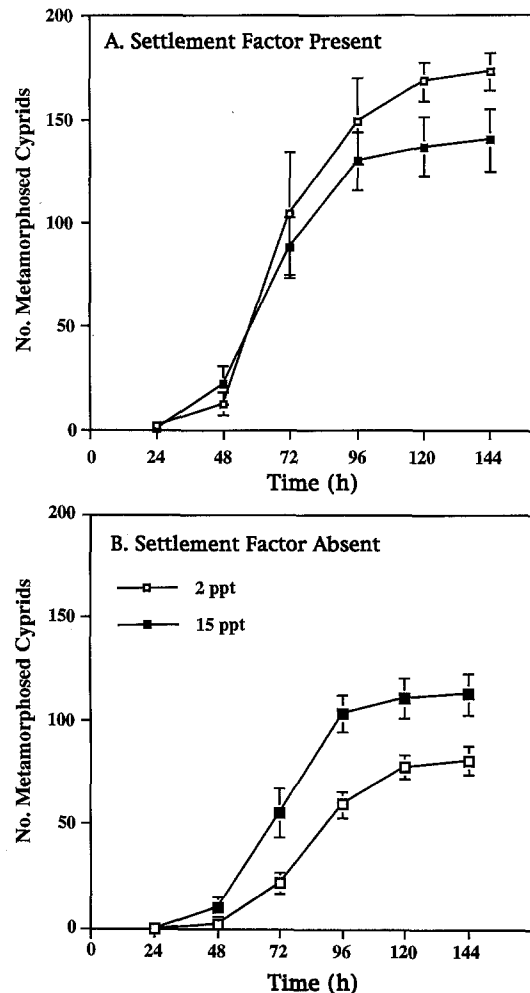 A. Settlement Factor Present
No. Metamorphosed Cyprids
200
150
100
50
0
0 24 48 72 96 120 144
Time (h)
B. Settlement Factor Absent
2 ppt
15 ppt
No. Metamorphosed Cyprids
200
150
100
50
0
0 24 48 72 96 120 144
Time (h)